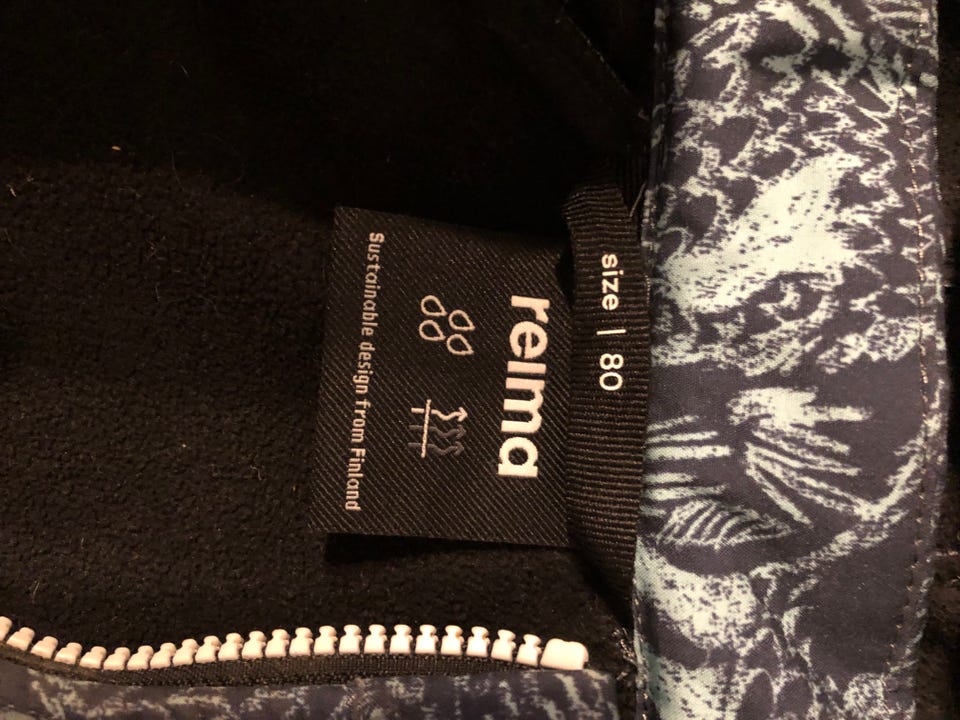 size | 80
reima
Sustainable design from Finland